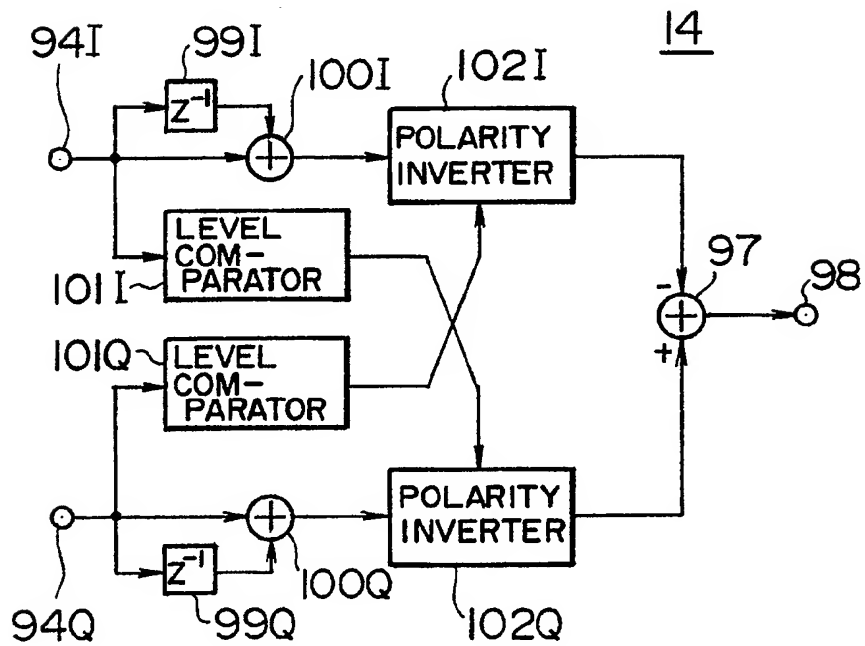 14
94I
99I
100I
102I
Z⁻¹
+
POLARITY
INVERTER
LEVEL
COM-
PARATOR
101I
97
98
-
+
+
101Q
LEVEL
COM-
PARATOR
POLARITY
INVERTER
+
Z⁻¹
94Q
99Q
100Q
102Q